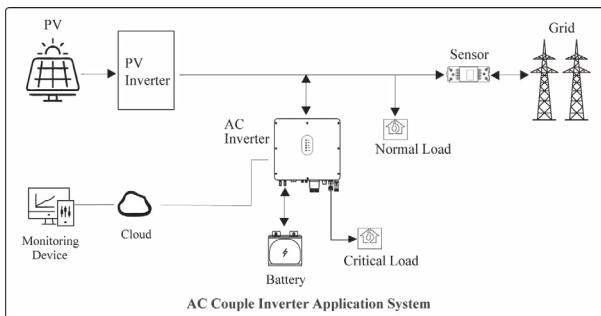 PV
Grid
PV
Inverter
Sensor
AC
Inverter
Normal Load
Monitoring
Device
Cloud
Battery
Critical Load
AC Couple Inverter Application System